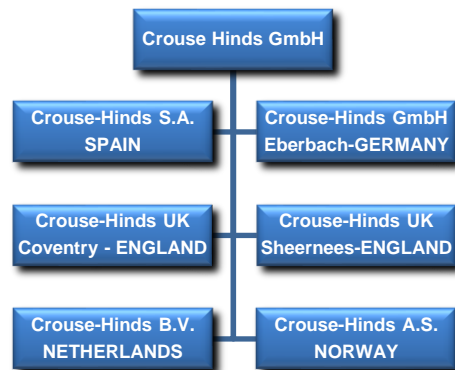 Crouse Hinds GmbH
Crouse-Hinds S.A.
SPAIN
Crouse-Hinds GmbH
Eberbach-GERMANY
Crouse-Hinds UK
Coventry - ENGLAND
Crouse-Hinds UK
Sheernees-ENGLAND
Crouse-Hinds B.V.
NETHERLANDS
Crouse-Hinds A.S.
NORWAY